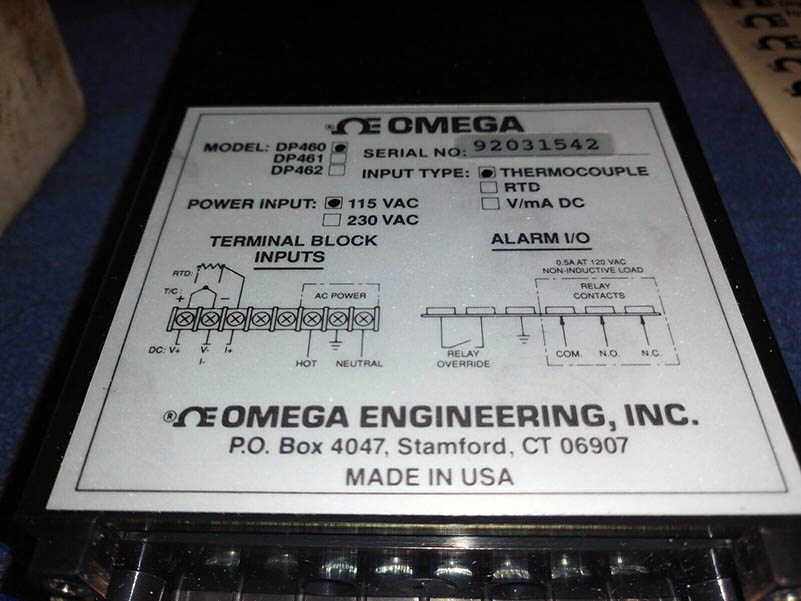 ® OMEGA
MODEL: DP460
DP461
DP462
SERIAL NO: 92031542
INPUT TYPE: THERMOCOUPLE
RTD
V/mA DC
POWER INPUT: 115 VAC
230 VAC
TERMINAL BLOCK
INPUTS
RTD:
T/C:
+ −
AC POWER
DC: V+ V- I+
I-
HOT NEUTRAL
ALARM I/O
0.5A AT 120 VAC
NON-INDUCTIVE LOAD
RELAY
CONTACTS
RELAY
OVERRIDE
COM. N.O. N.C.
® OMEGA ENGINEERING, INC.
P.O. Box 4047, Stamford, CT 06907
MADE IN USA